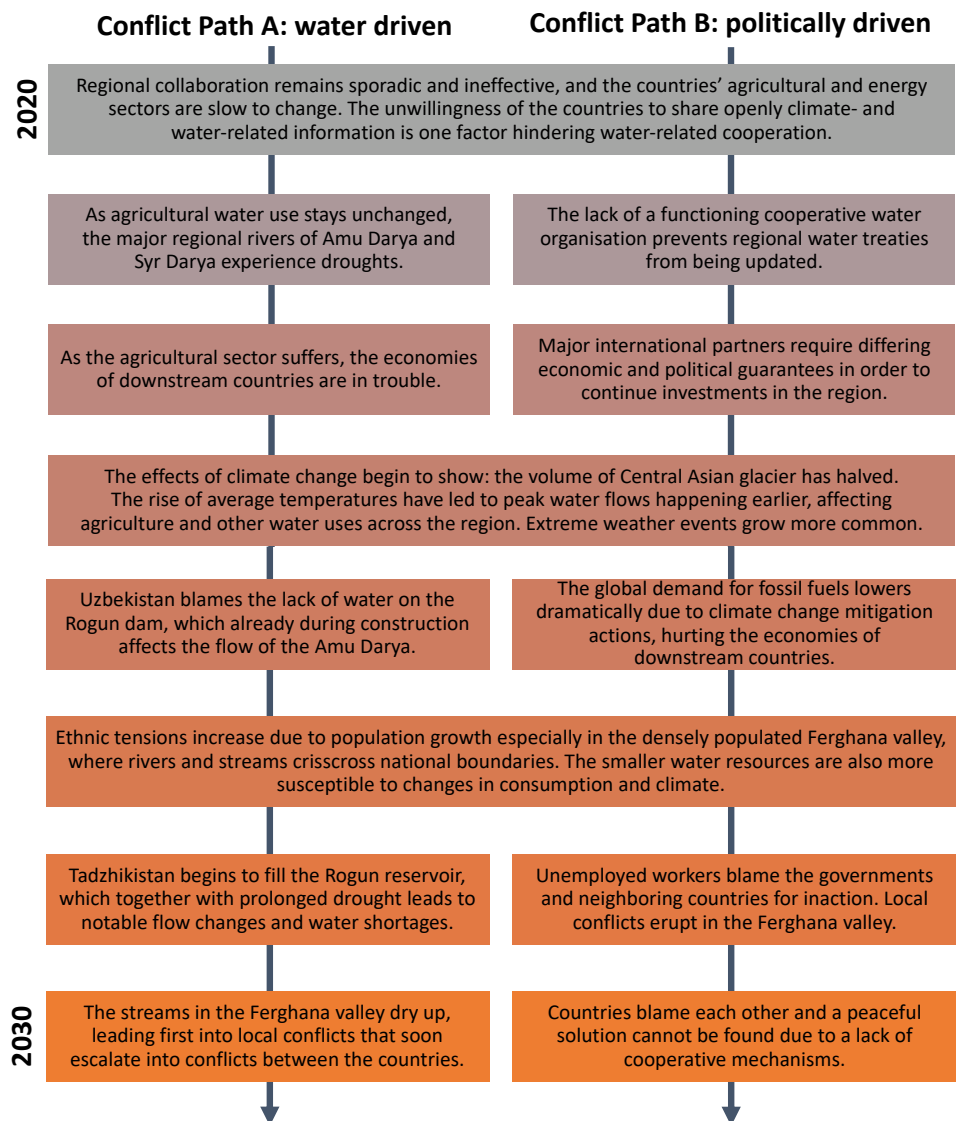 Conflict Path A: water driven
Conflict Path B: politically driven
2020
Regional collaboration remains sporadic and ineffective, and the countries’ agricultural and energy
sectors are slow to change. The unwillingness of the countries to share openly climate- and
water-related information is one factor hindering water-related cooperation.
As agricultural water use stays unchanged,
the major regional rivers of Amu Darya and
Syr Darya experience droughts.
The lack of a functioning cooperative water
organisation prevents regional water treaties
from being updated.
As the agricultural sector suffers, the economies
of downstream countries are in trouble.
Major international partners require differing
economic and political guarantees in order to
continue investments in the region.
The effects of climate change begin to show: the volume of Central Asian glacier has halved.
The rise of average temperatures have led to peak water flows happening earlier, affecting
agriculture and other water uses across the region. Extreme weather events grow more common.
Uzbekistan blames the lack of water on the
Rogun dam, which already during construction
affects the flow of the Amu Darya.
The global demand for fossil fuels lowers
dramatically due to climate change mitigation
actions, hurting the economies of
downstream countries.
Ethnic tensions increase due to population growth especially in the densely populated Ferghana valley,
where rivers and streams crisscross national boundaries. The smaller water resources are also more
susceptible to changes in consumption and climate.
Tadzhikistan begins to fill the Rogun reservoir,
which together with prolonged drought leads to
notable flow changes and water shortages.
Unemployed workers blame the governments
and neighboring countries for inaction. Local
conflicts erupt in the Ferghana valley.
2030
The streams in the Ferghana valley dry up,
leading first into local conflicts that soon
escalate into conflicts between the countries.
Countries blame each other and a peaceful
solution cannot be found due to a lack of
cooperative mechanisms.